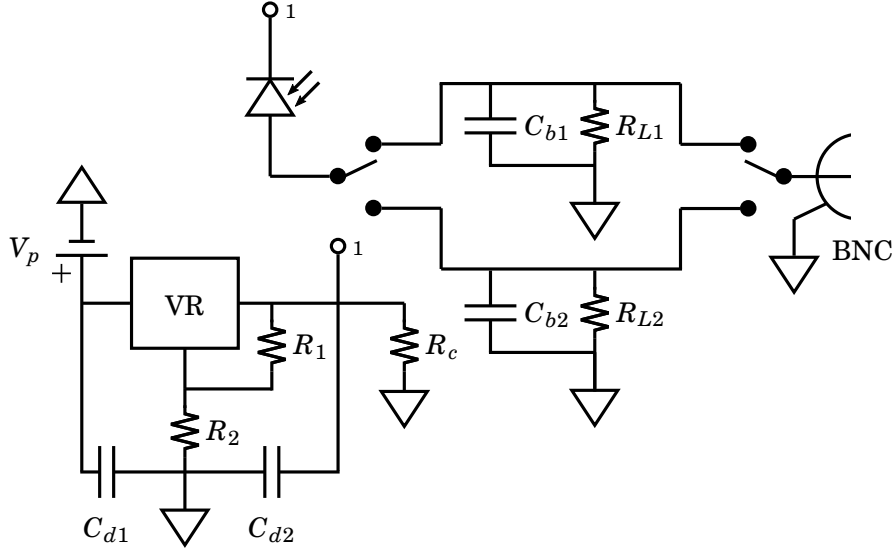 1
C_{b1}
R_{L1}
V_p
+
1
BNC
VR
R_1
R_c
C_{b2}
R_{L2}
R_2
C_{d1}
C_{d2}